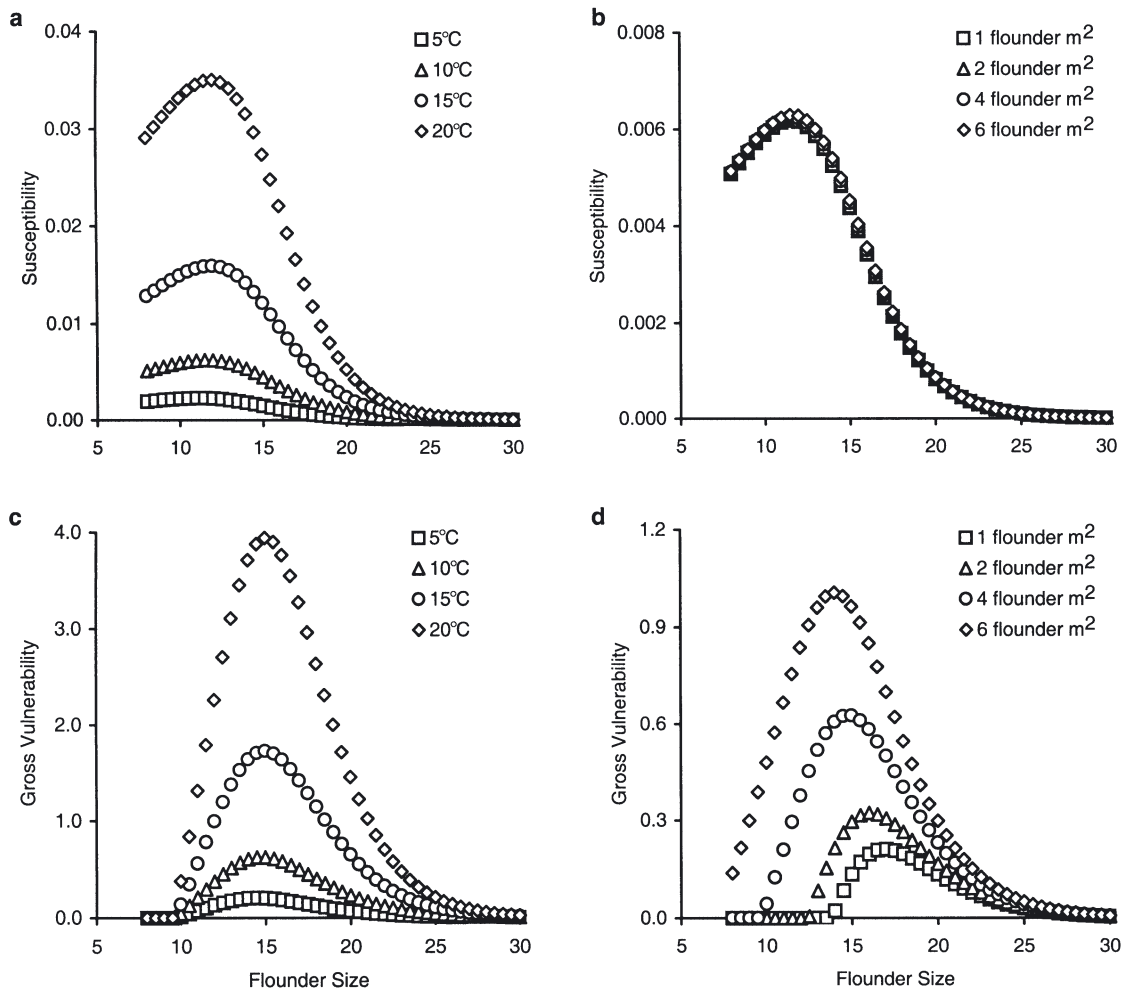 a
0.04
0.03
0.02
0.01
0.00
Susceptibility
5 10 15 20 25 30
5°C
10°C
15°C
20°C
b
0.008
0.006
0.004
0.002
0.000
Susceptibility
5 10 15 20 25 30
1 flounder m2
2 flounder m2
4 flounder m2
6 flounder m2
c
4.0
3.0
2.0
1.0
0.0
Gross Vulnerability
5 10 15 20 25 30
Flounder Size
5°C
10°C
15°C
20°C
d
1.2
0.9
0.6
0.3
0.0
Gross Vulnerability
5 10 15 20 25 30
Flounder Size
1 flounder m2
2 flounder m2
4 flounder m2
6 flounder m2